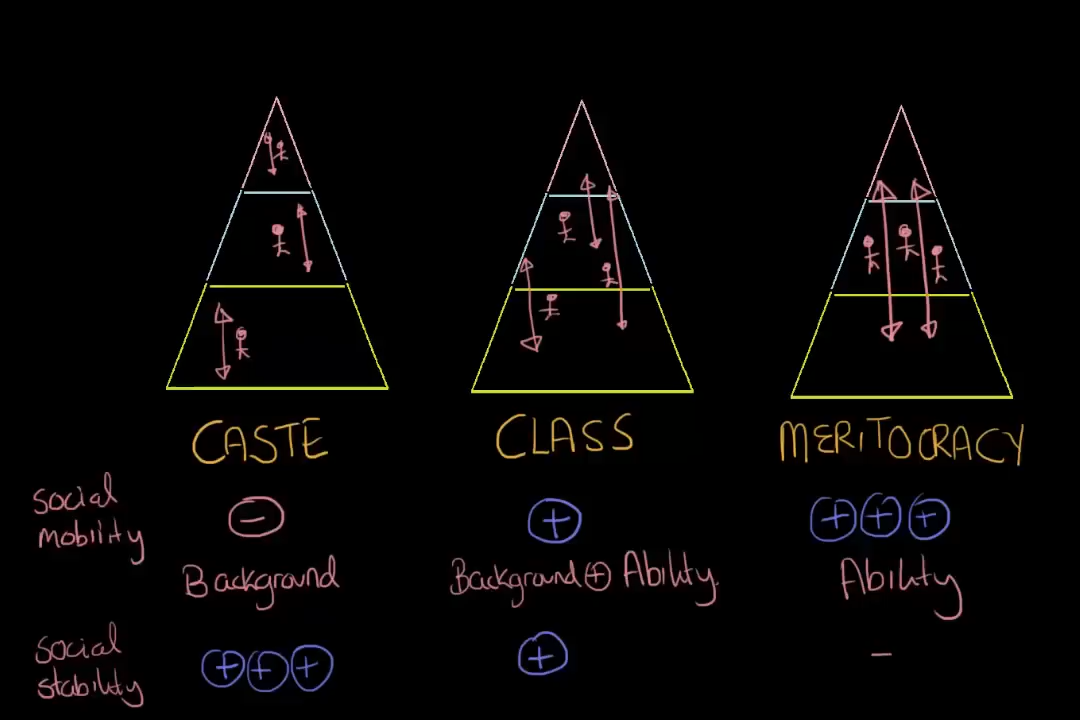 CASTE CLASS MERITOCRACY
Social mobility - + + + +
Background Background + Ability. Ability
Social stability + + + + -